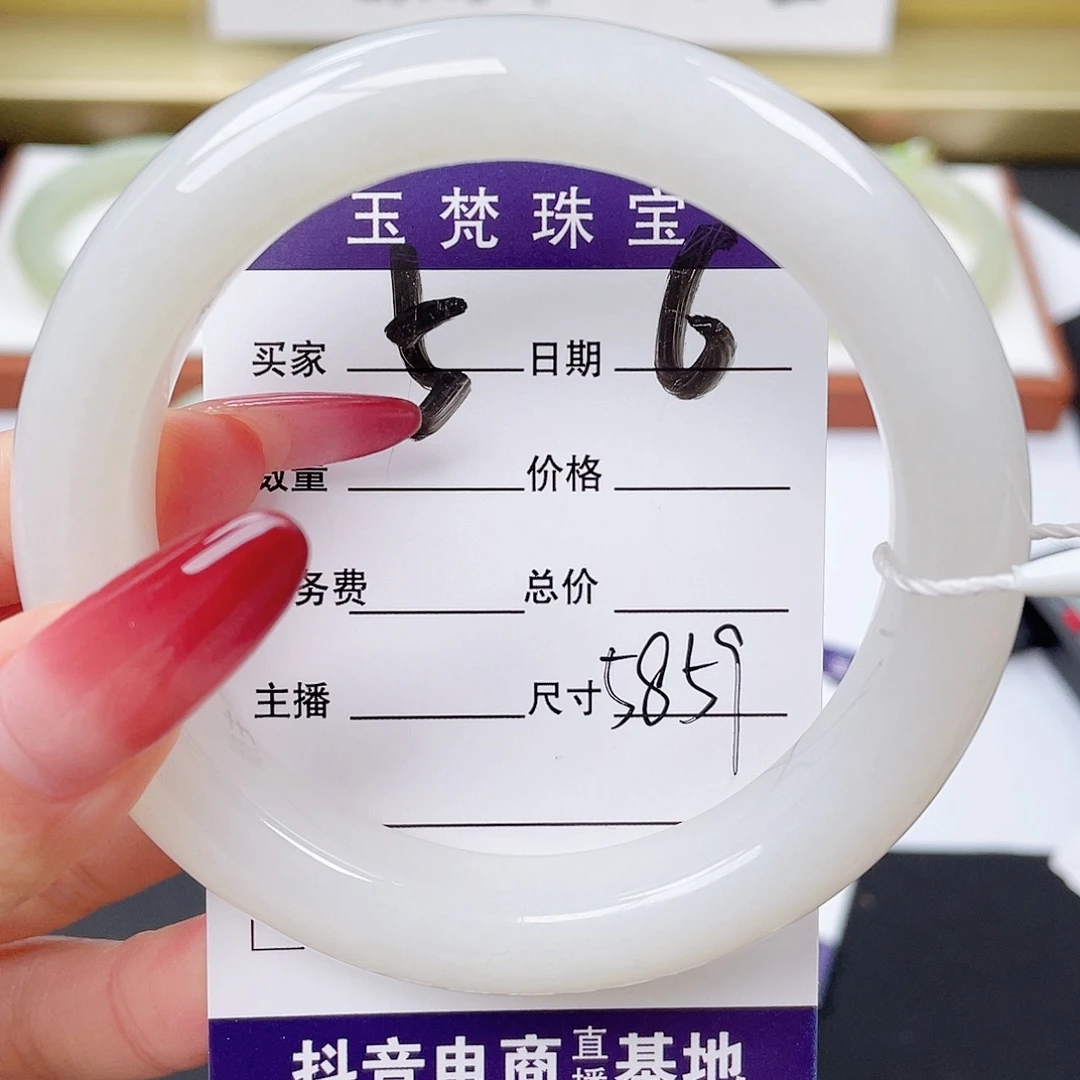 玉梵珠宝
5 6
买家 日期
数量 价格
务费 总价
主播 尺寸 5859
抖音电商直播基地